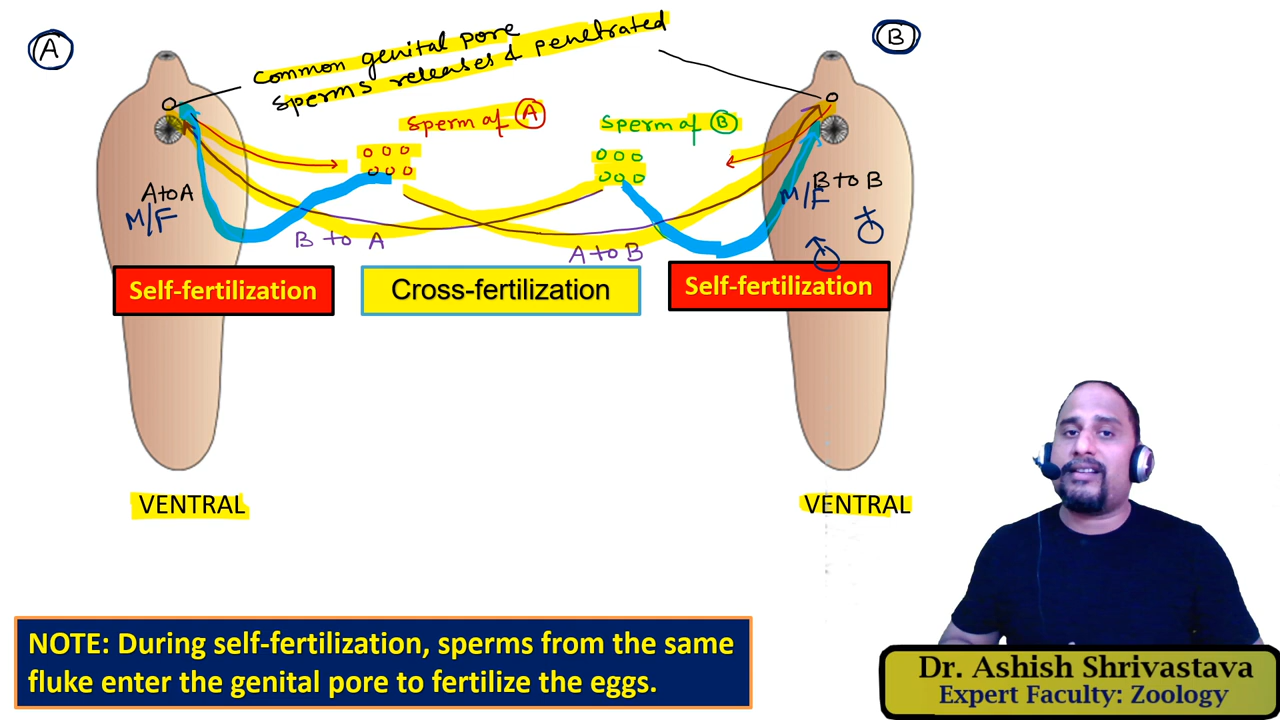 A
B
common genital pore
sperms releases & penetrated
sperm of A
sperm of B
A to A
M/F
B to B
M/F
B to A
A to B
Self-fertilization
Cross-fertilization
Self-fertilization
VENTRAL
VENTRAL
NOTE: During self-fertilization, sperms from the same
fluke enter the genital pore to fertilize the eggs.
Dr. Ashish Shrivastava
Expert Faculty: Zoology